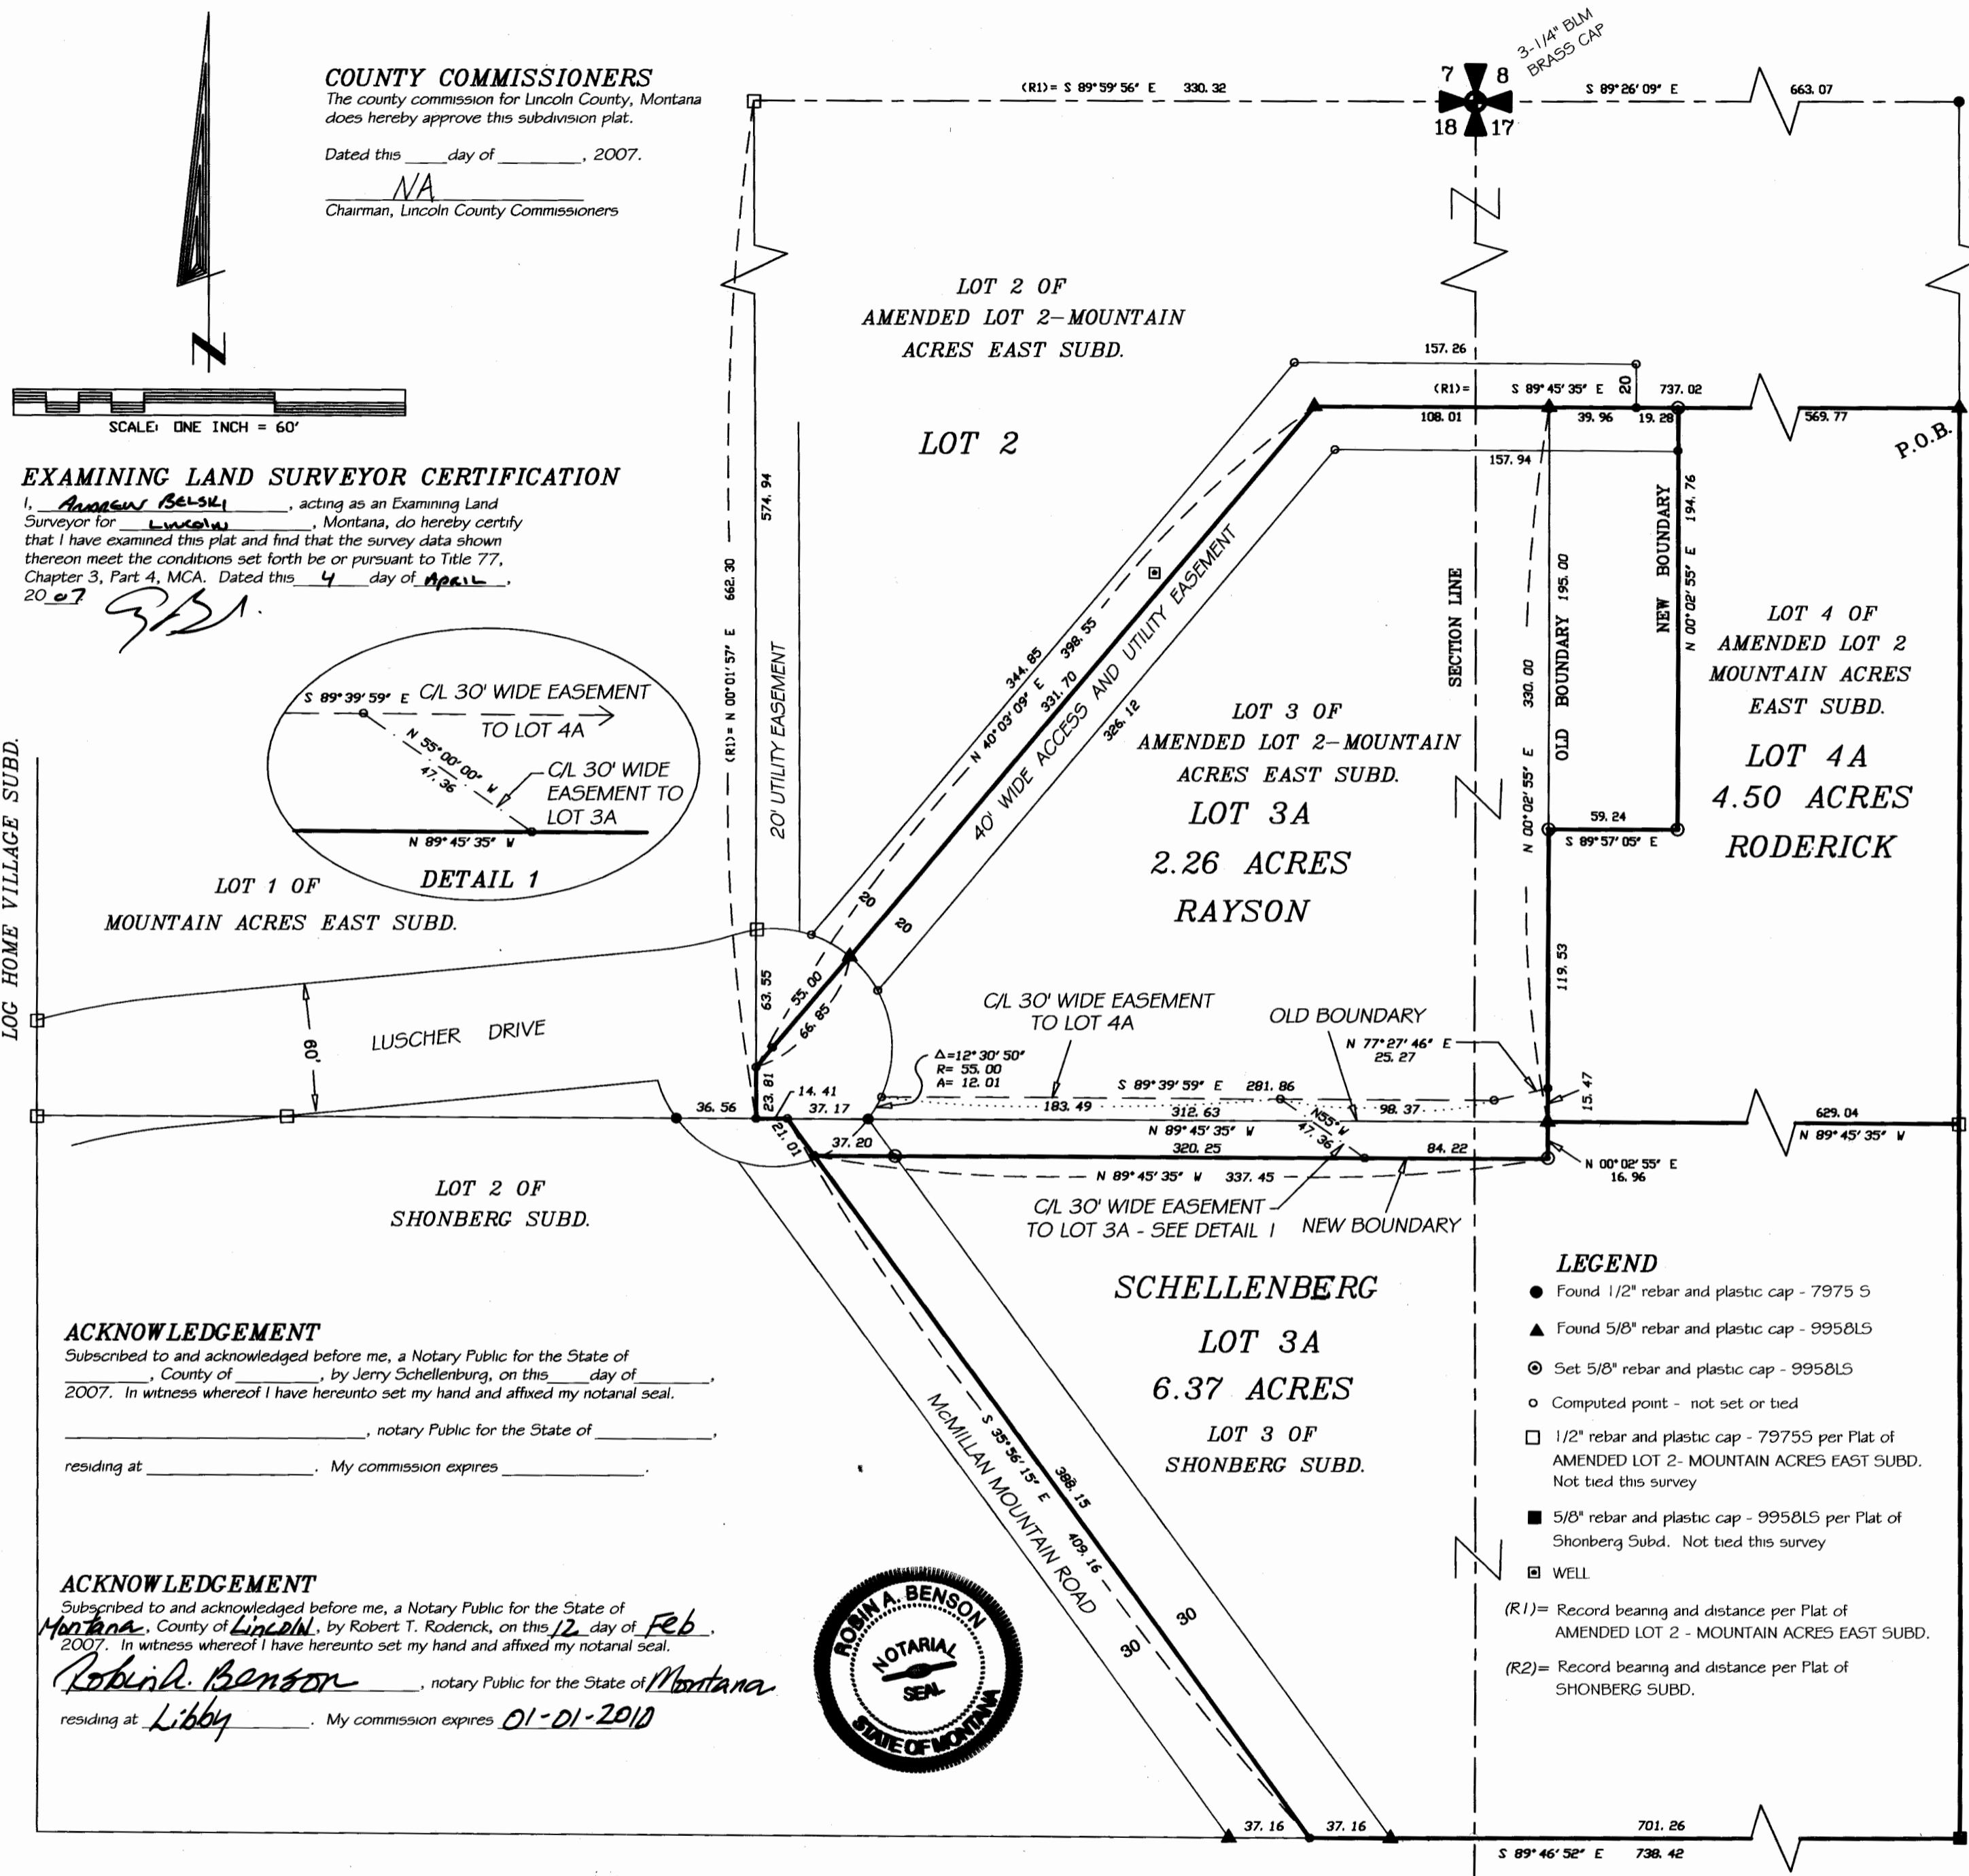 COUNTY COMMISSIONERS
The county commission for Lincoln County, Montana
does hereby approve this subdivision plat.
Dated this ____ day of ________, 2007.
NA
Chairman, Lincoln County Commissioners
N
SCALE: ONE INCH = 60'
EXAMINING LAND SURVEYOR CERTIFICATION
I, ANDREW BELSKI, acting as an Examining Land
Surveyor for Lincoln, Montana, do hereby certify
that I have examined this plat and find that the survey data shown
thereon meet the conditions set forth be or pursuant to Title 77,
Chapter 3, Part 4, MCA. Dated this 4 day of APRIL,
2007.
(R1)= S 89°59'56" E 330.32
3-1/4" BLM
BRASS CAP
7 8
18 17
S 89°26'09" E 663.07
LOT 2 OF
AMENDED LOT 2-MOUNTAIN
ACRES EAST SUBD.
LOT 2
157.26
(R1)= S 89°45'35" E 737.02
20
108.01 39.96 19.28 569.77
P.O.B.
157.94
574.94
(R1)= N 00°01'57" E 662.30
20' UTILITY EASEMENT
344.85
N 40°03'09" E 398.55
331.70
40' WIDE ACCESS AND UTILITY EASEMENT
326.12
20
20
SECTION LINE
N 00°02'55" E 330.00
OLD BOUNDARY 195.00
NEW BOUNDARY
N 00°02'55" E 194.76
LOT 3 OF
AMENDED LOT 2-MOUNTAIN
ACRES EAST SUBD.
LOT 3A
2.26 ACRES
RAYSON
LOT 4 OF
AMENDED LOT 2
MOUNTAIN ACRES
EAST SUBD.
LOT 4A
4.50 ACRES
RODERICK
59.24
S 89°57'05" E
119.53
S 89°39'59" E C/L 30' WIDE EASEMENT
TO LOT 4A
N 55°00'00" W
47.36
C/L 30' WIDE
EASEMENT TO
LOT 3A
N 89°45'35" W
DETAIL 1
LOG HOME VILLAGE SUBD.
LOT 1 OF
MOUNTAIN ACRES EAST SUBD.
60'
LUSCHER DRIVE
63.55
55.00
66.85
23.81
14.41
36.56
37.17
21.01
37.20
Δ=12°30'50"
R= 55.00
A= 12.01
C/L 30' WIDE EASEMENT
TO LOT 4A
OLD BOUNDARY
N 77°27'46" E
25.27
S 89°39'59" E 281.86
183.49
98.37
312.63
N 89°45'35" W
N55°W
47.36
15.47
629.04
N 89°45'35" W
320.25
84.22
N 00°02'55" E
16.96
N 89°45'35" W 337.45
C/L 30' WIDE EASEMENT
TO LOT 3A - SEE DETAIL 1
NEW BOUNDARY
LOT 2 OF
SHONBERG SUBD.
SCHELLENBERG
LOT 3A
6.37 ACRES
LOT 3 OF
SHONBERG SUBD.
McMILLAN MOUNTAIN ROAD
S 35°56'15" E
388.15
409.16
30
30
37.16 37.16 701.26
S 89°46'52" E 738.42
LEGEND
Found 1/2" rebar and plastic cap - 7975 S
Found 5/8" rebar and plastic cap - 9958LS
Set 5/8" rebar and plastic cap - 9958LS
Computed point - not set or tied
1/2" rebar and plastic cap - 7975S per Plat of
AMENDED LOT 2- MOUNTAIN ACRES EAST SUBD.
Not tied this survey
5/8" rebar and plastic cap - 9958LS per Plat of
Shonberg Subd. Not tied this survey
WELL
(R1)= Record bearing and distance per Plat of
AMENDED LOT 2 - MOUNTAIN ACRES EAST SUBD.
(R2)= Record bearing and distance per Plat of
SHONBERG SUBD.
ACKNOWLEDGEMENT
Subscribed to and acknowledged before me, a Notary Public for the State of
________, County of ________, by Jerry Schellenburg, on this ____ day of ________,
2007. In witness whereof I have hereunto set my hand and affixed my notarial seal.
________________, notary Public for the State of ____________,
residing at ________________. My commission expires ______________.
ACKNOWLEDGEMENT
Subscribed to and acknowledged before me, a Notary Public for the State of
Montana, County of Lincoln, by Robert T. Roderick, on this 12 day of Feb,
2007. In witness whereof I have hereunto set my hand and affixed my notarial seal.
Robin A. Benson, notary Public for the State of Montana
residing at Libby. My commission expires 01-01-2010
ROBIN A. BENSON
NOTARIAL
SEAL
STATE OF MONTANA